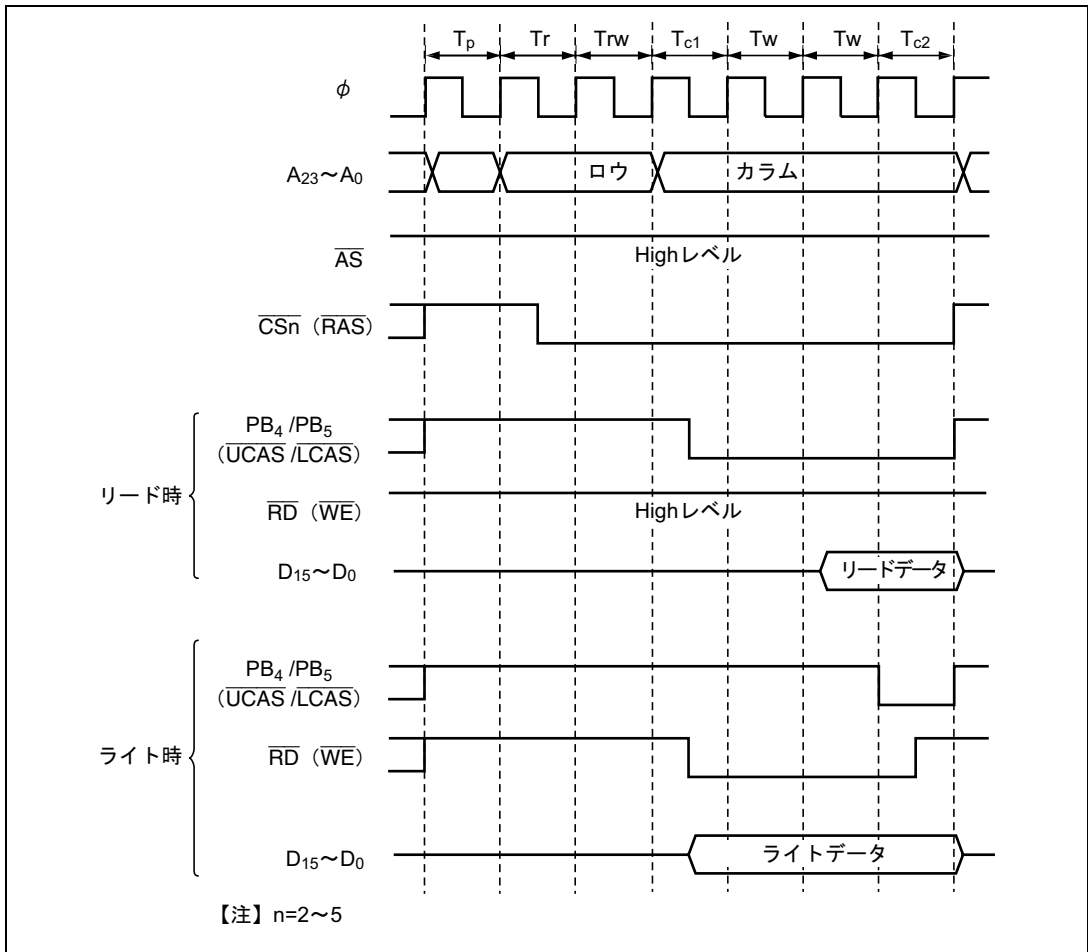 Tp Tr Trw Tc1 Tw Tw Tc2
φ
A23～A0 ロウ カラム
AS Highレベル
CSn（RAS）
リード時
PB4 /PB5
（UCAS /LCAS）
RD（WE） Highレベル
D15～D0 リードデータ
ライト時
PB4 /PB5
（UCAS /LCAS）
RD（WE）
D15～D0 ライトデータ
【注】n=2～5